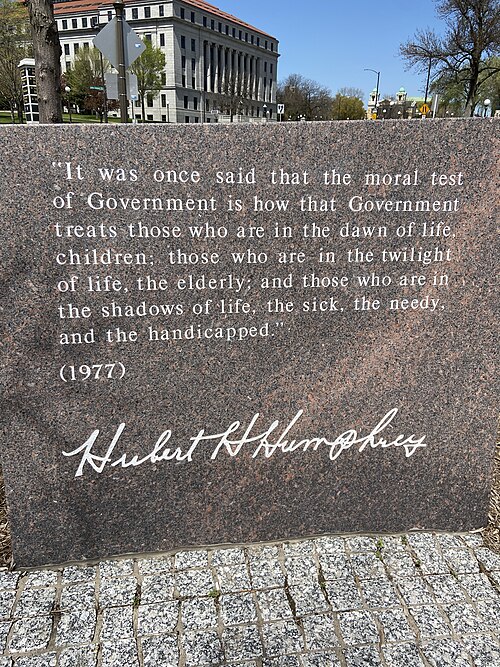 "It was once said that the moral test
of Government is how that Government
treats those who are in the dawn of life,
children; those who are in the twilight
of life, the elderly; and those who are in
the shadows of life, the sick, the needy,
and the handicapped."
(1977)
Hubert H Humphrey